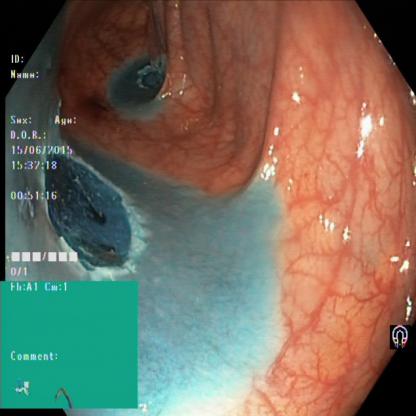 ID:
Name:
Sex: Age:
D.O.B.:
15/06/2015
15:37:18
00:51:16
0/1
Eh:A1 Cm:1
Comment: